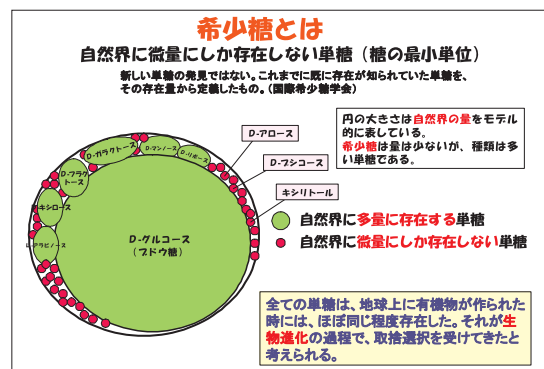 希少糖とは
自然界に微量にしか存在しない単糖（糖の最小単位）
新しい単糖の発見ではない。これまでに既に存在が知られていた単糖を、
その存在量から定義したもの。（国際希少糖学会）
円の大きさは自然界の量をモデル
的に表している。
希少糖は量は少ないが、種類は多
い単糖である。
D-アロース
D-プシコース
キシリトール
D-ガラクトース
D-マンノース
D-リボース
D-フラク
トース
キシロース
L-アラビノース
D-グルコース
（ブドウ糖）
自然界に多量に存在する単糖
自然界に微量にしか存在しない単糖
全ての単糖は、地球上に有機物が作られた
時には、ほぼ同じ程度存在した。それが生
物進化の過程で、取捨選択を受けてきたと
考えられる。